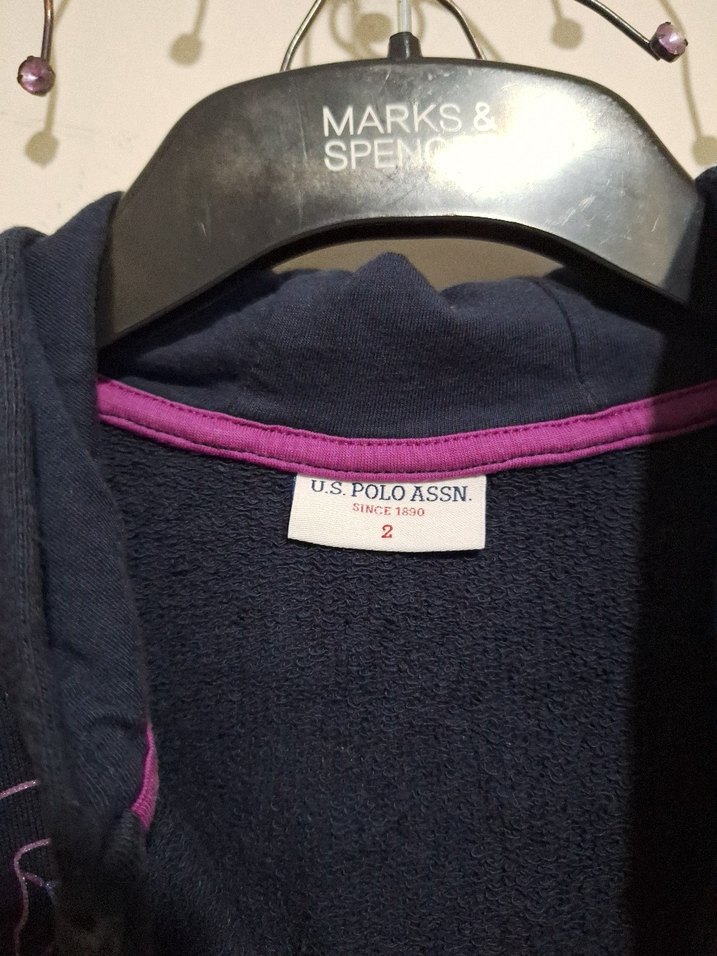 MARKS &
SPENC
U.S. POLO ASSN.
SINCE 1890
2